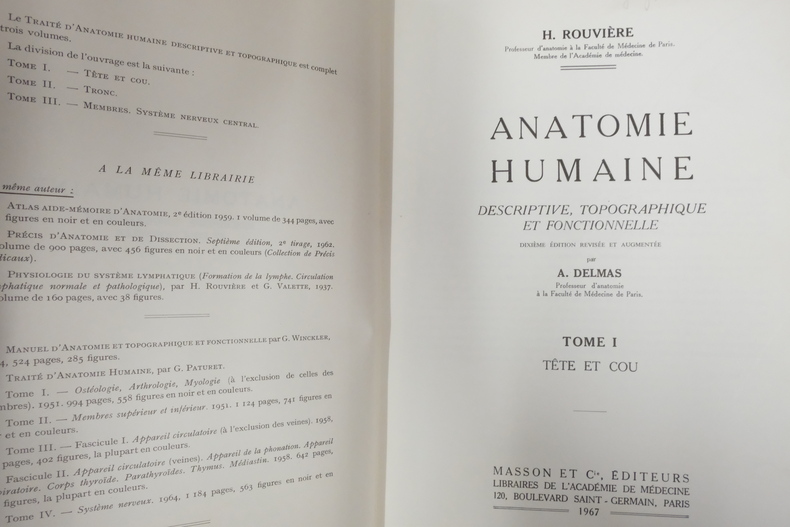 Le Traité d'Anatomie humaine descriptive et topographique est complet
trois volumes.
La division de l'ouvrage est la suivante :
Tome I. — Tête et cou.
Tome II. — Tronc.
Tome III. — Membres. Système nerveux central.
A LA MÊME LIBRAIRIE
même auteur :
Atlas aide-mémoire d'Anatomie, 2e édition 1959. 1 volume de 344 pages, avec
figures en noir et en couleurs.
Précis d'Anatomie et de Dissection. Septième édition, 2e tirage, 1962.
volume de 900 pages, avec 456 figures en noir et en couleurs (Collection de Précis
dicaux).
Physiologie du système lymphatique (Formation de la lymphe. Circulation
phatique normale et pathologique), par H. Rouvière et G. Valette, 1937.
olume de 160 pages, avec 38 figures.
Manuel d'Anatomie et topographique et fonctionnelle par G. Winckler,
4, 524 pages, 285 figures.
Traité d'Anatomie Humaine, par G. Paturet.
Tome I. — Ostéologie, Arthrologie, Myologie (à l'exclusion de celles des
mbres). 1951. 994 pages, 558 figures en noir et en couleurs.
Tome II. — Membres supérieur et inférieur. 1951. 1 124 pages, 741 figures en
et en couleurs.
Tome III. — Fascicule I. Appareil circulatoire (à l'exclusion des veines). 1958,
pages, 402 figures, la plupart en couleurs.
Fascicule II. Appareil circulatoire (veines). Appareil de la phonation. Appareil
piratoire. Corps thyroïde. Parathyroïdes. Thymus. Médiastin. 1958. 642 pages,
figures, la plupart en couleurs.
Tome IV. — Système nerveux. 1964, 1 184 pages, 563 figures en noir et en
H. ROUVIÈRE
Professeur d'anatomie à la Faculté de Médecine de Paris.
Membre de l'Académie de médecine.
ANATOMIE
HUMAINE
DESCRIPTIVE, TOPOGRAPHIQUE
ET FONCTIONNELLE
DIXIÈME ÉDITION REVISÉE ET AUGMENTÉE
par
A. DELMAS
Professeur d'anatomie
à la Faculté de Médecine de Paris.
TOME I
TÊTE ET COU
MASSON ET Cie, ÉDITEURS
LIBRAIRES DE L'ACADÉMIE DE MÉDECINE
120, BOULEVARD SAINT-GERMAIN, PARIS
1967